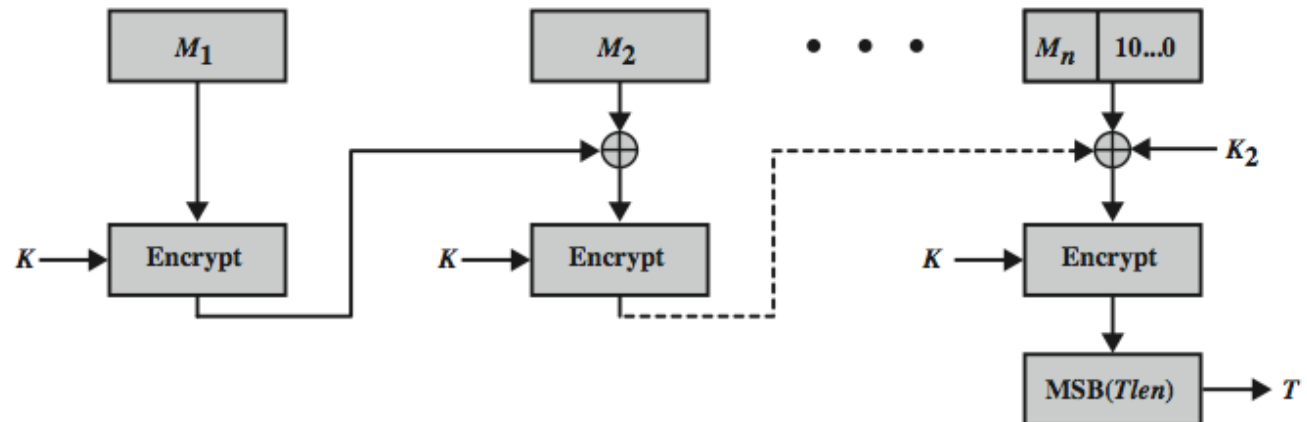 M1 M2 • • • Mn 10...0
K2
K Encrypt K Encrypt K Encrypt
MSB(Tlen) T